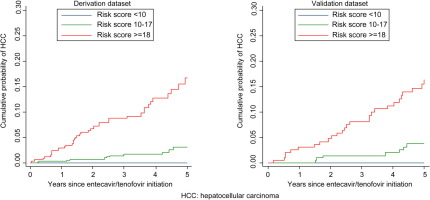 Derivation dataset
Risk score <10
Risk score 10-17
Risk score >=18
Cumulative probability of HCC
0.30
0.25
0.20
0.15
0.10
0.05
0.00
0
1
2
3
4
5
Years since entecavir/tenofovir initiation
Validation dataset
Risk score <10
Risk score 10-17
Risk score >=18
Cumulative probability of HCC
0.30
0.25
0.20
0.15
0.10
0.05
0.00
0
1
2
3
4
5
Years since entecavir/tenofovir initiation
HCC: hepatocellular carcinoma